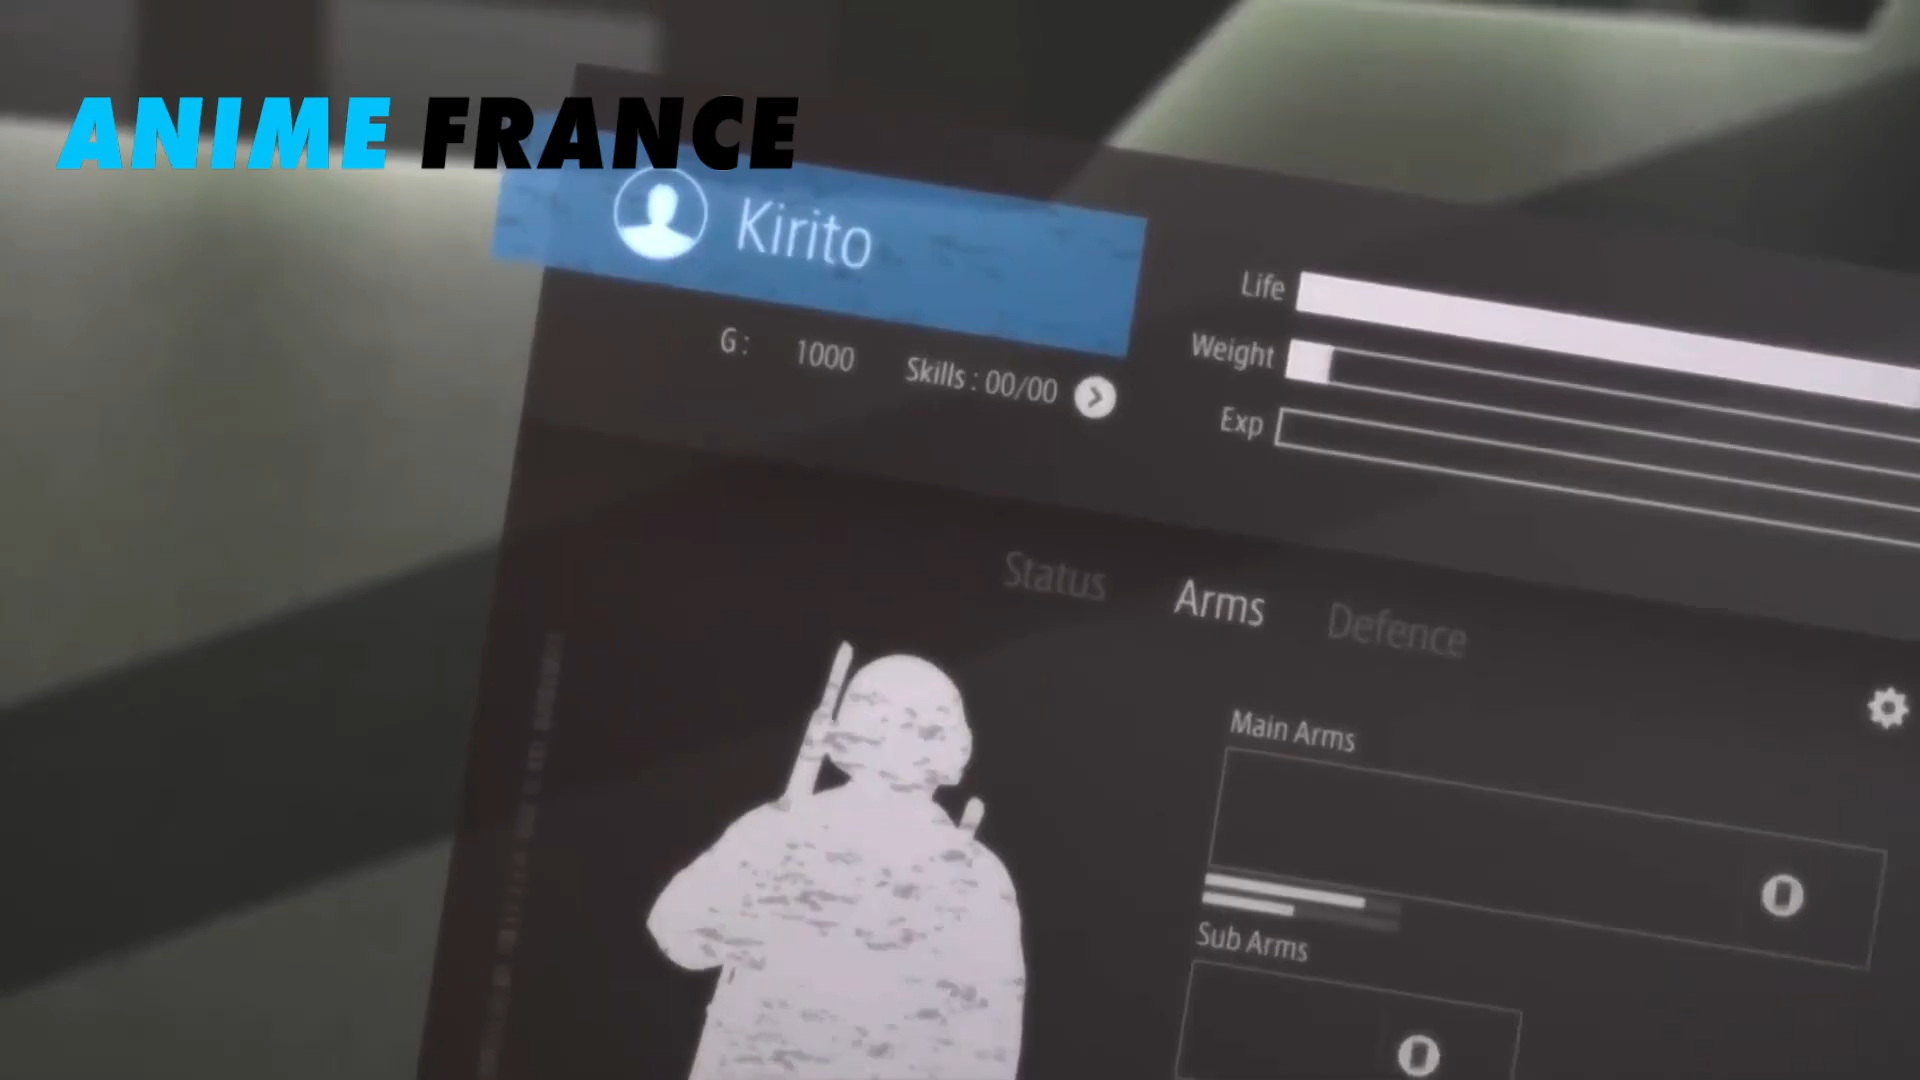 ANIME FRANCE
Kirito
G: 1000 Skills : 00/00
Life
Weight
Exp
Status Arms Defence
Main Arms
Sub Arms